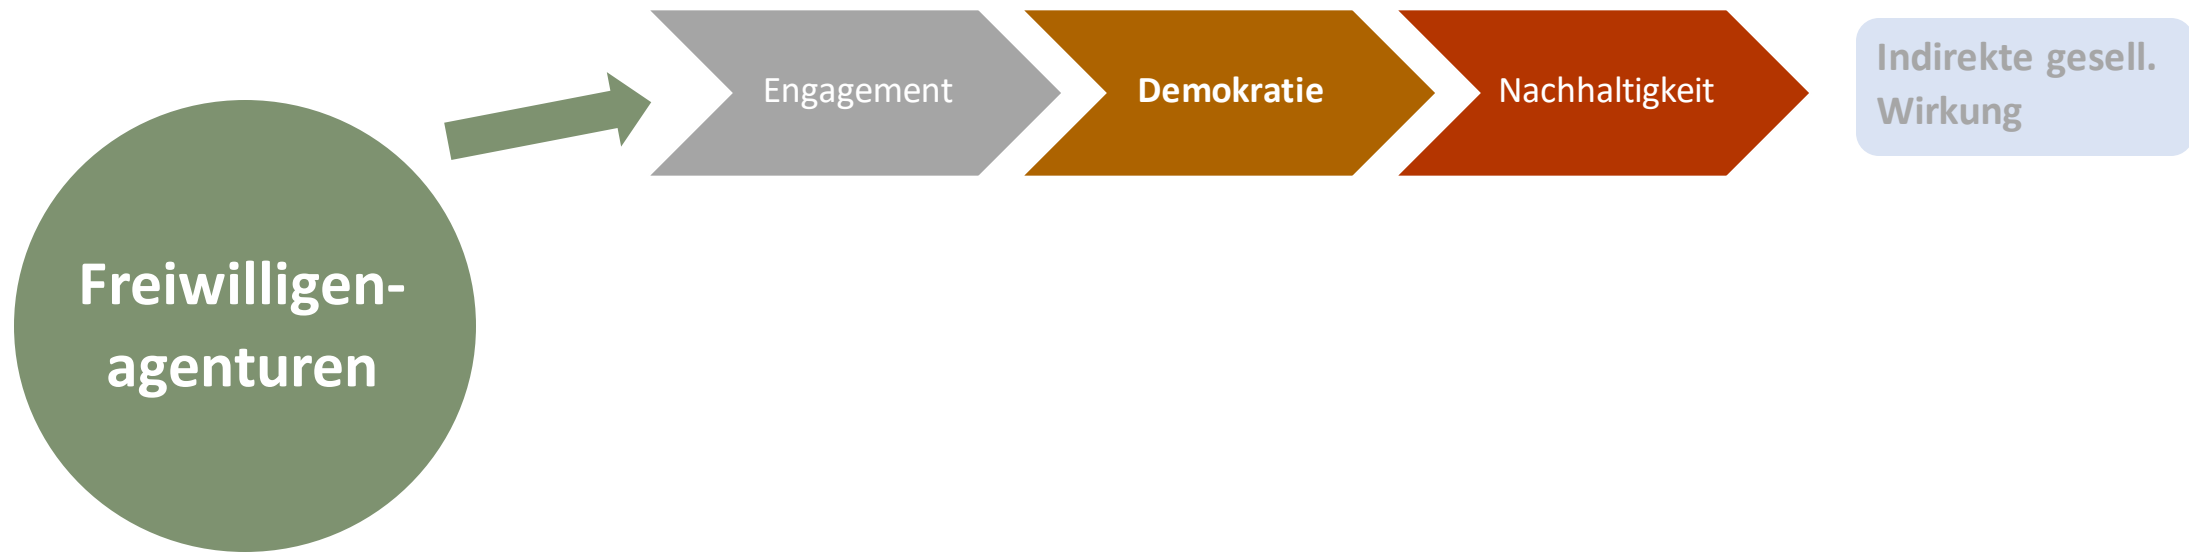 Engagement
Demokratie
Nachhaltigkeit
Indirekte gesell.
Wirkung
Freiwilligen-
agenturen